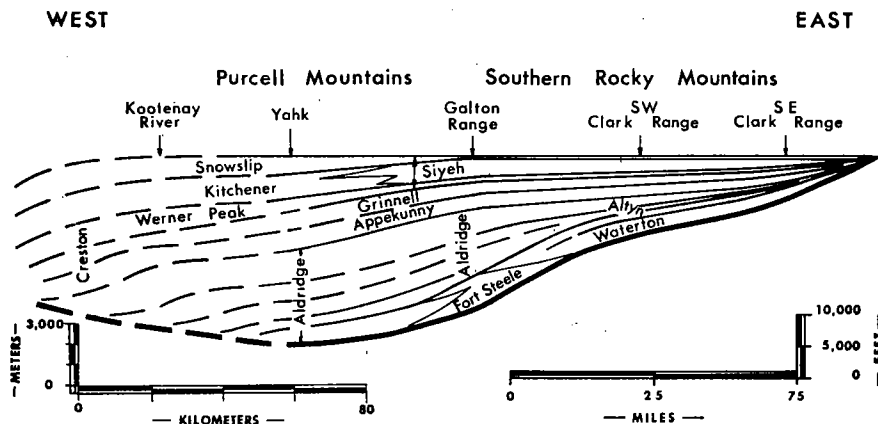 WEST EAST
Purcell Mountains Southern Rocky Mountains
Kootenay River
Yahk
Galton Range
SW Clark Range
SE Clark Range
Snowslip
Siyeh
Kitchener
Grinnell
Werner Peak
Appekunny
Altyn
Waterton
Creston
Aldridge
Aldridge
Fort Steele
3,000
0
— METERS —
0 80
— KILOMETERS —
10,000
5,000
0
— FEET —
0 25 75
— MILES —